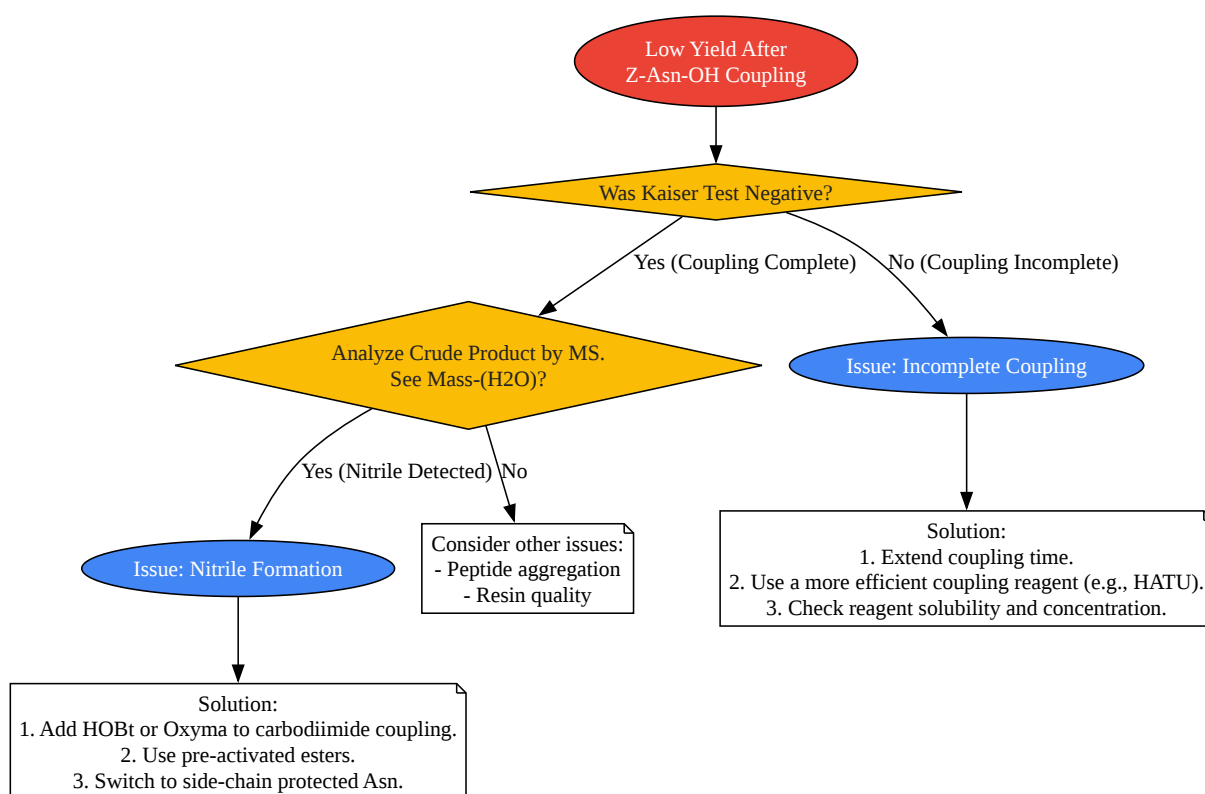 Low Yield After
Z-Asn-OH Coupling
Was Kaiser Test Negative?
Yes (Coupling Complete)
No (Coupling Incomplete)
Analyze Crude Product by MS.
See Mass-(H2O)?
Issue: Incomplete Coupling
Yes (Nitrile Detected)
No
Issue: Nitrile Formation
Consider other issues:
- Peptide aggregation
- Resin quality
Solution:
1. Extend coupling time.
2. Use a more efficient coupling reagent (e.g., HATU).
3. Check reagent solubility and concentration.
Solution:
1. Add HOBt or Oxyma to carbodiimide coupling.
2. Use pre-activated esters.
3. Switch to side-chain protected Asn.